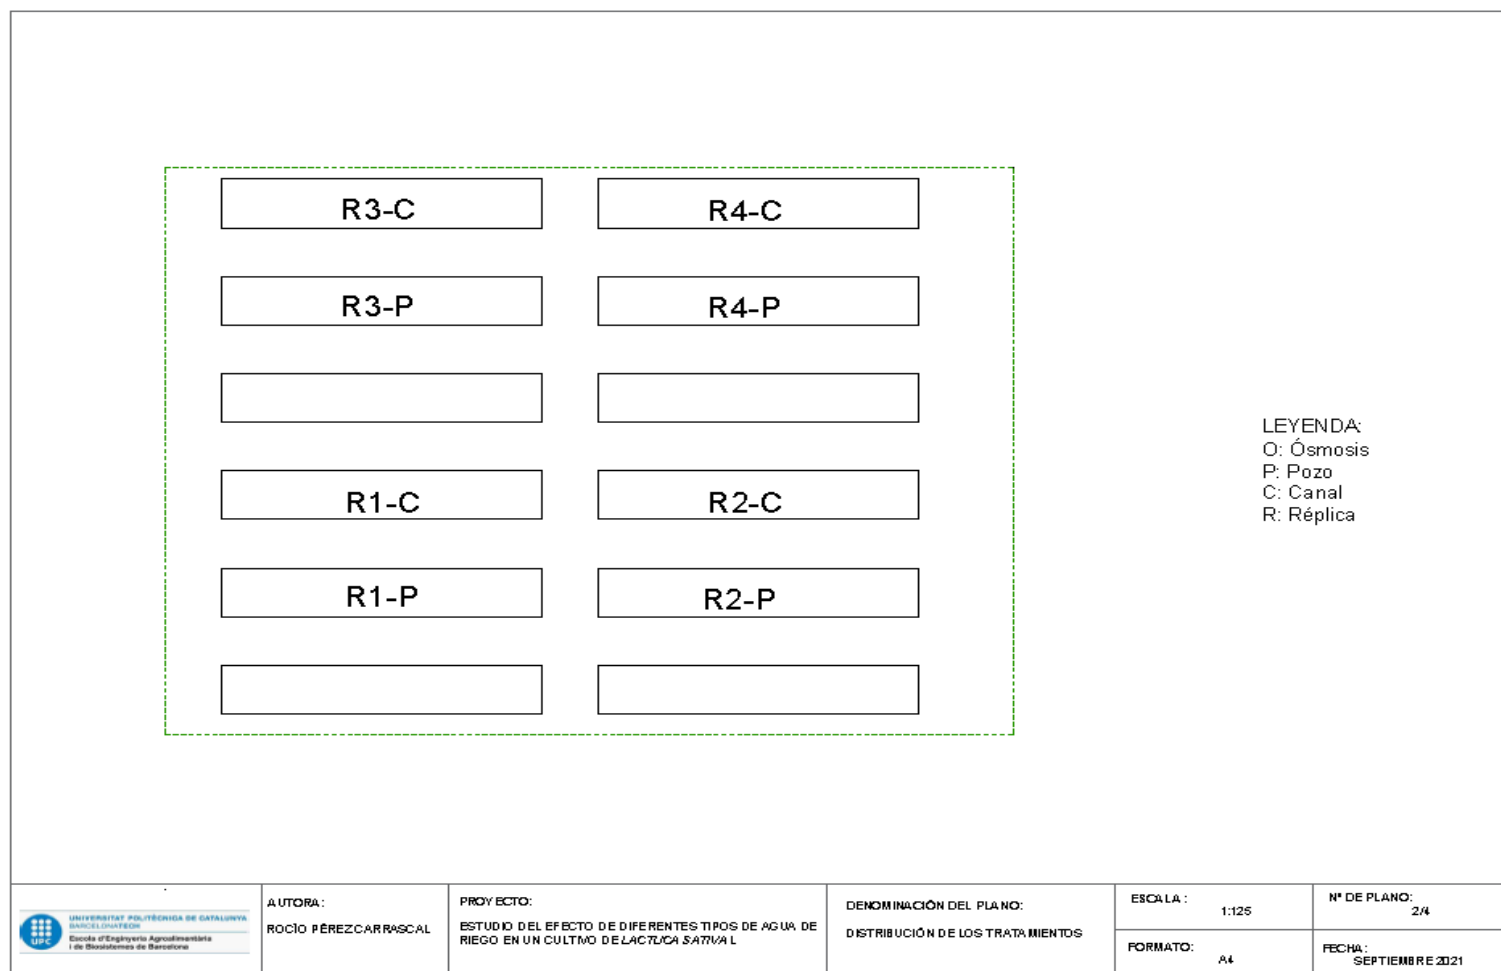 R3-C
R4-C
R3-P
R4-P
R1-C
R2-C
R1-P
R2-P
LEYENDA:
O: Ósmosis
P: Pozo
C: Canal
R: Réplica
UPC
UNIVERSITAT POLITÈCNICA DE CATALUNYA
BARCELONATECH
Escola d'Enginyeria Agroalimentària
i de Biosistemes de Barcelona
AUTORA:
ROCÍO PÉREZ CARRASCAL
PROYECTO:
ESTUDIO DEL EFECTO DE DIFERENTES TIPOS DE AGUA DE
RIEGO EN UN CULTIVO DE LACTUCA SATIVA L
DENOMINACIÓN DEL PLANO:
DISTRIBUCIÓN DE LOS TRATAMIENTOS
ESCALA:
1:125
FORMATO:
A4
Nº DE PLANO:
2/4
FECHA:
SEPTIEMBRE 2021